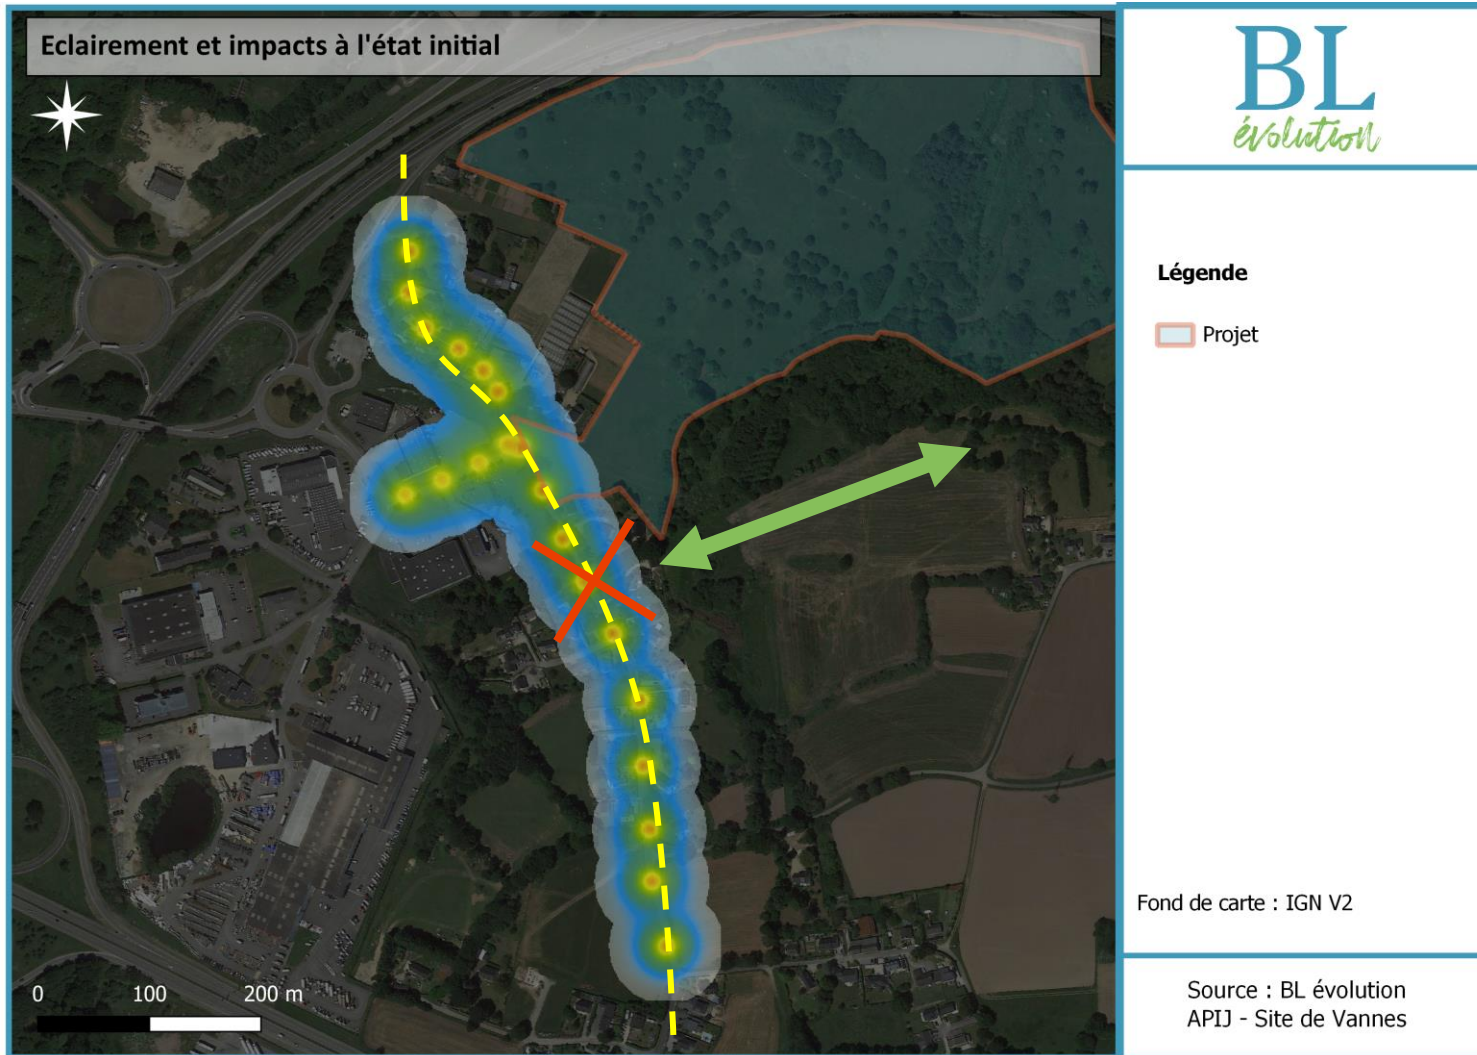 Eclairement et impacts à l'état initial
BL
évolution
Légende
Projet
Fond de carte : IGN V2
0 100 200 m
Source : BL évolution
APIJ - Site de Vannes